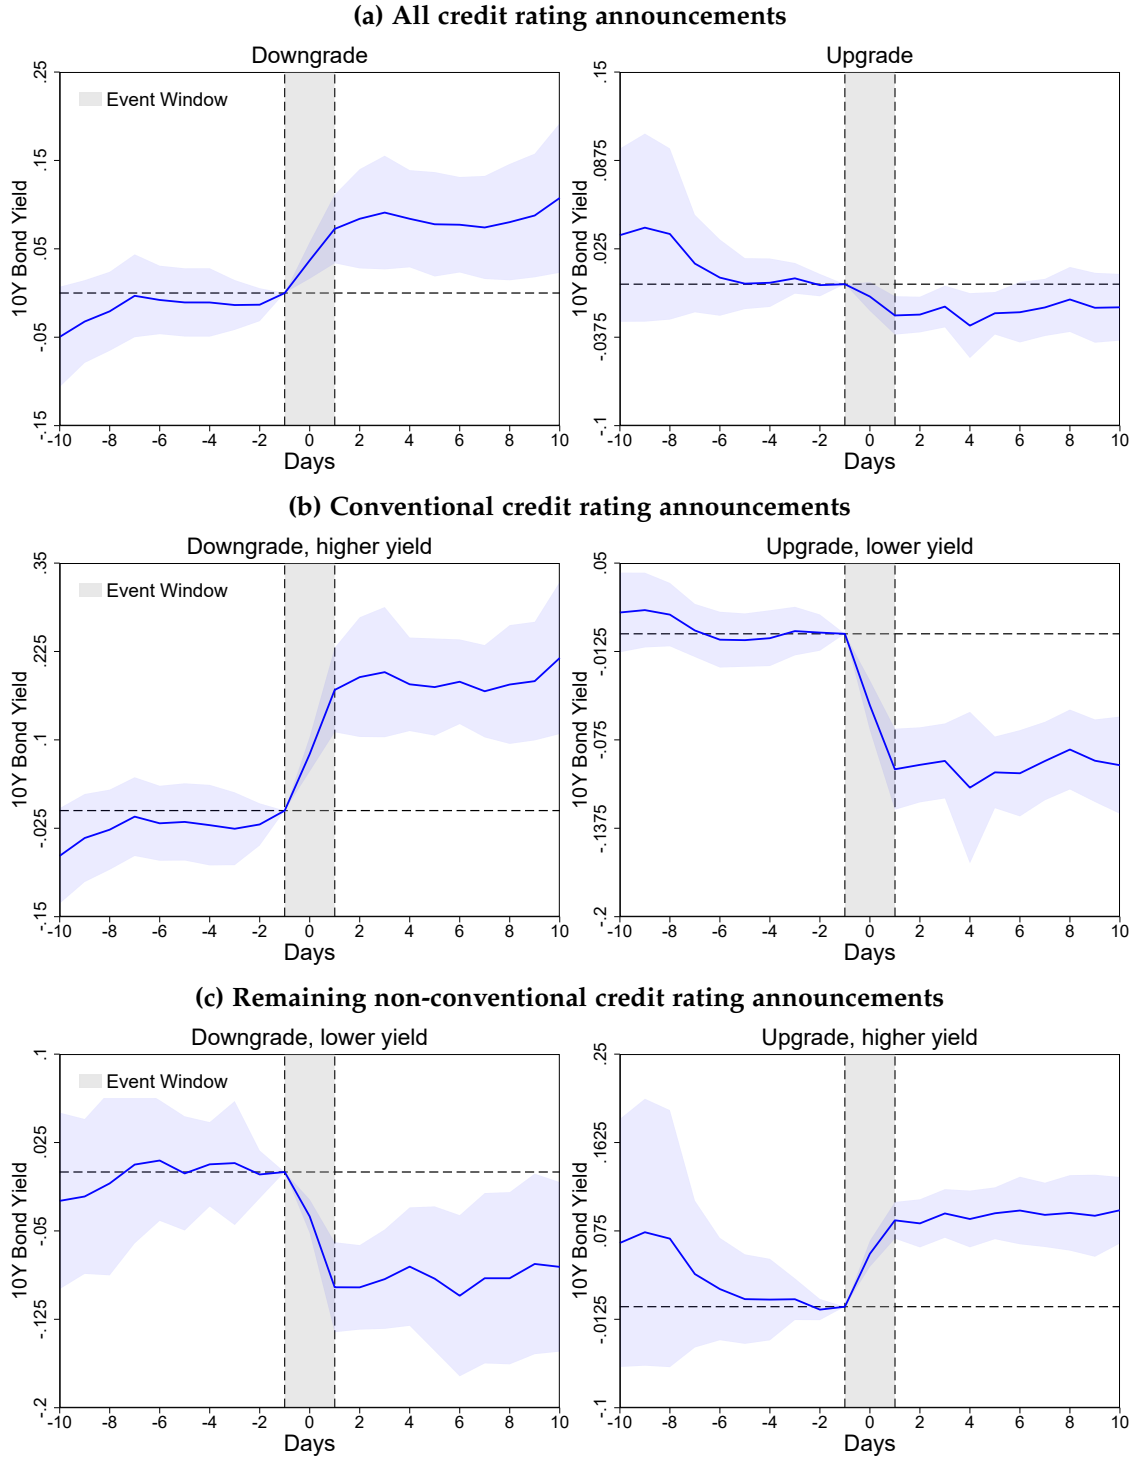 (a) All credit rating announcements
Downgrade
Event Window
10Y Bond Yield
.25
.15
.05
-.05
-.15
-10 -8 -6 -4 -2 0 2 4 6 8 10
Days
Upgrade
10Y Bond Yield
.15
.0875
.025
-.0375
-.1
-10 -8 -6 -4 -2 0 2 4 6 8 10
Days
(b) Conventional credit rating announcements
Downgrade, higher yield
Event Window
10Y Bond Yield
.35
.225
.1
-.025
-.15
-10 -8 -6 -4 -2 0 2 4 6 8 10
Days
Upgrade, lower yield
10Y Bond Yield
.05
-.0125
-.075
-.1375
-.2
-10 -8 -6 -4 -2 0 2 4 6 8 10
Days
(c) Remaining non-conventional credit rating announcements
Downgrade, lower yield
Event Window
10Y Bond Yield
.1
.025
-.05
-.125
-.2
-10 -8 -6 -4 -2 0 2 4 6 8 10
Days
Upgrade, higher yield
10Y Bond Yield
.25
.1625
.075
-.0125
-.1
-10 -8 -6 -4 -2 0 2 4 6 8 10
Days